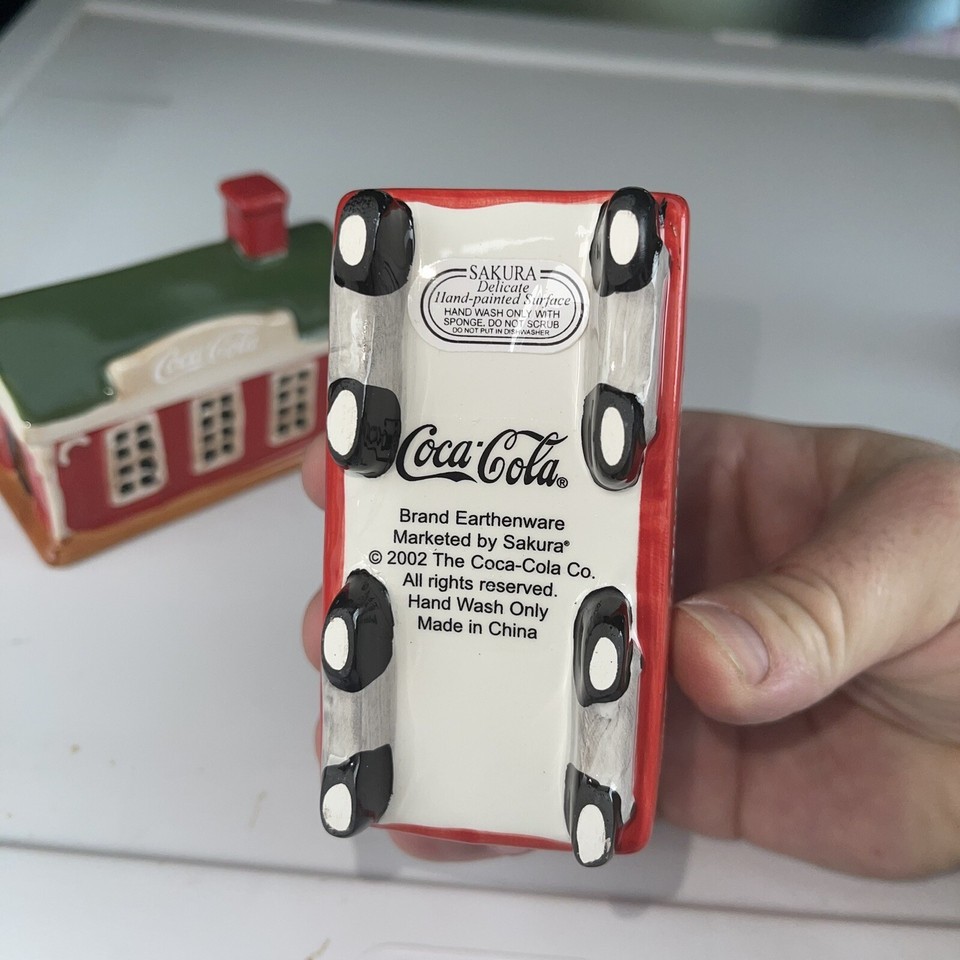 SAKURA
Delicate
Hand-painted Surface
HAND WASH ONLY WITH
SPONGE. DO NOT SCRUB
DO NOT PUT IN DISHWASHER
Coca-Cola®
Brand Earthenware
Marketed by Sakura®
© 2002 The Coca-Cola Co.
All rights reserved.
Hand Wash Only
Made in China
Coca-Cola